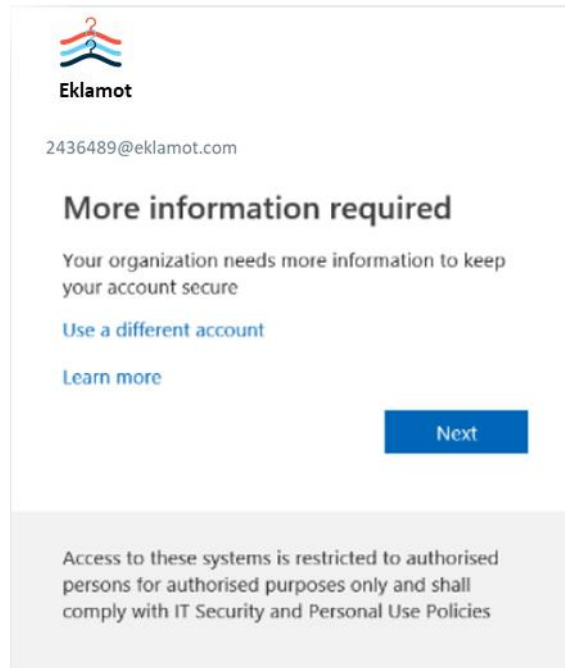 Eklamot
2436489@eklamot.com
More information required
Your organization needs more information to keep
your account secure
Use a different account
Learn more
Next
Access to these systems is restricted to authorised
persons for authorised purposes only and shall
comply with IT Security and Personal Use Policies